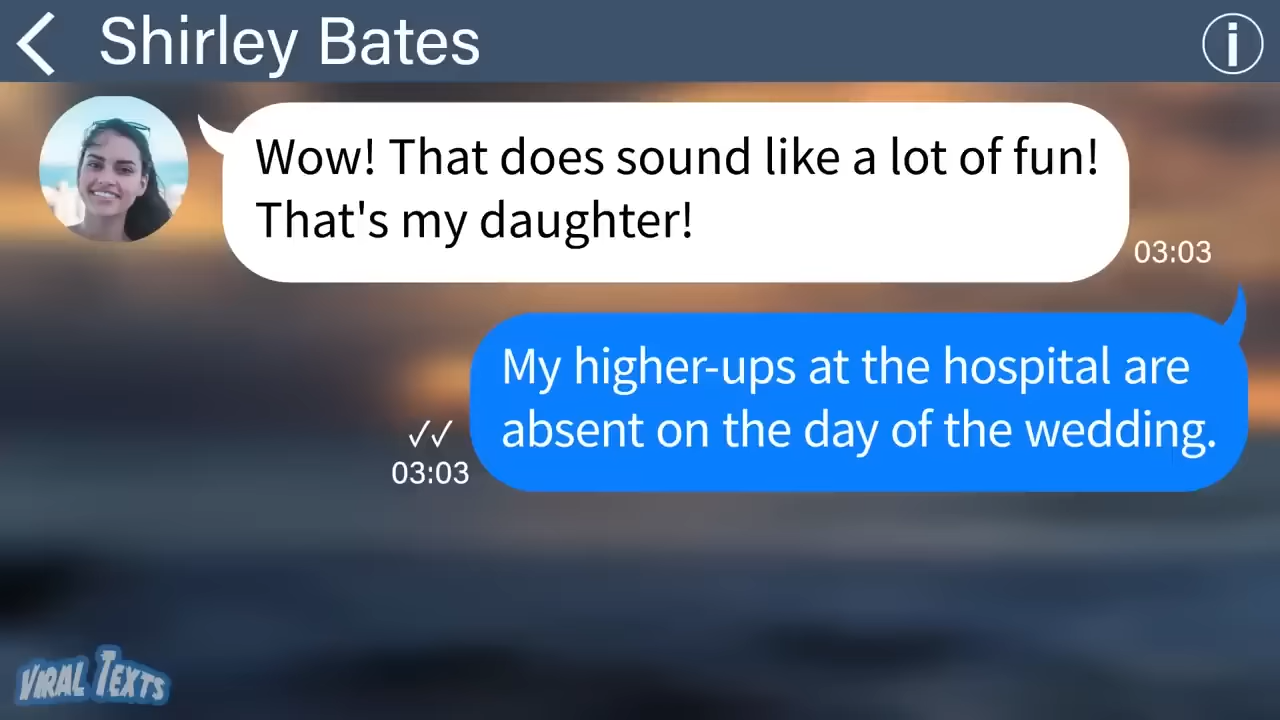 Shirley Bates
Wow! That does sound like a lot of fun!
That's my daughter!
03:03
My higher-ups at the hospital are
absent on the day of the wedding.
✓✓
03:03
VIRAL TEXTS